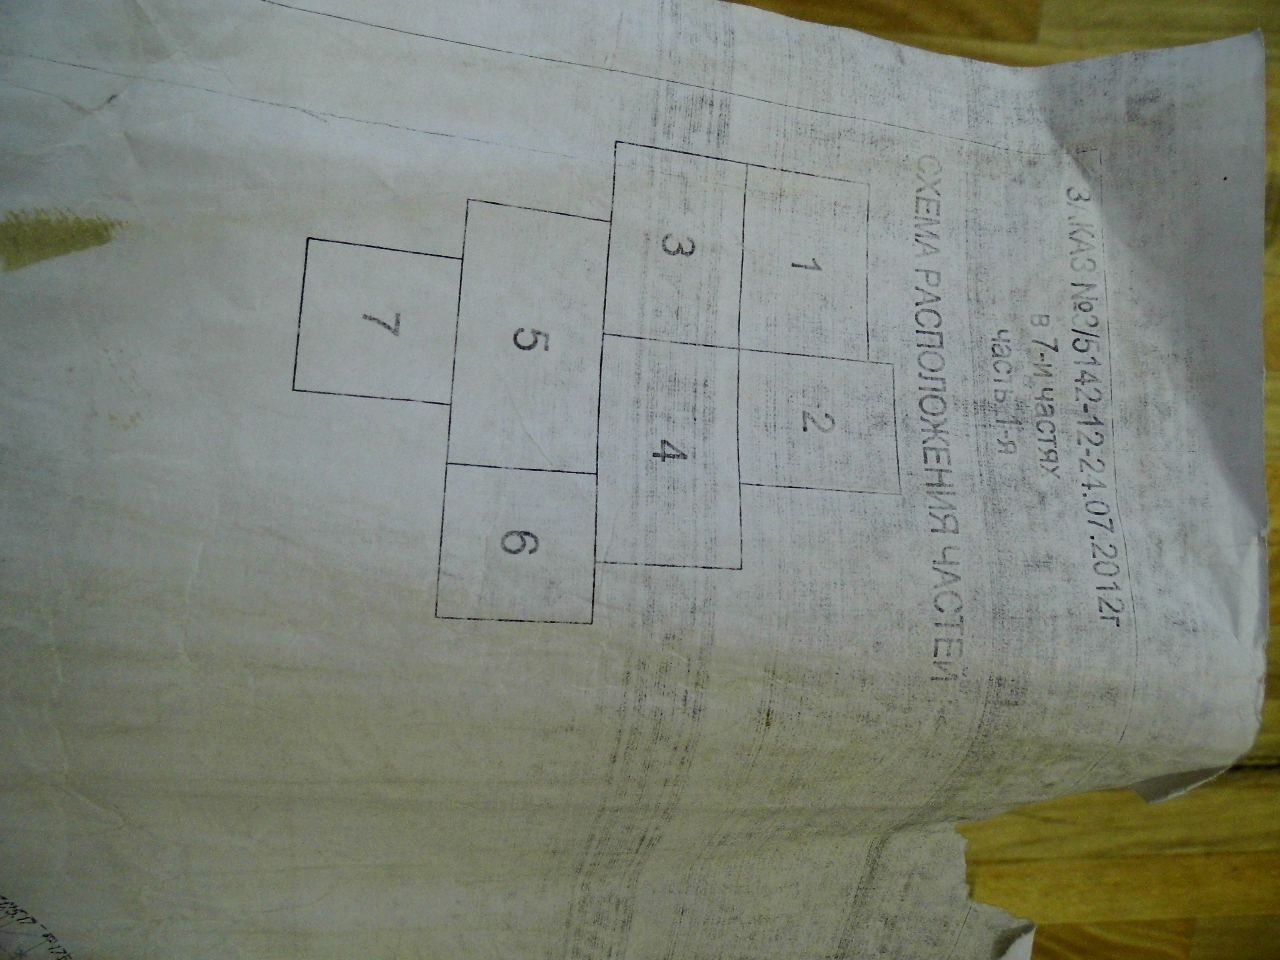 ЗАКАЗ №3/5142-12-24.07.2012г
в 7-и частях
часть 1-я
СХЕМА РАСПОЛОЖЕНИЯ ЧАСТЕЙ
1
2
3
4
5
6
7